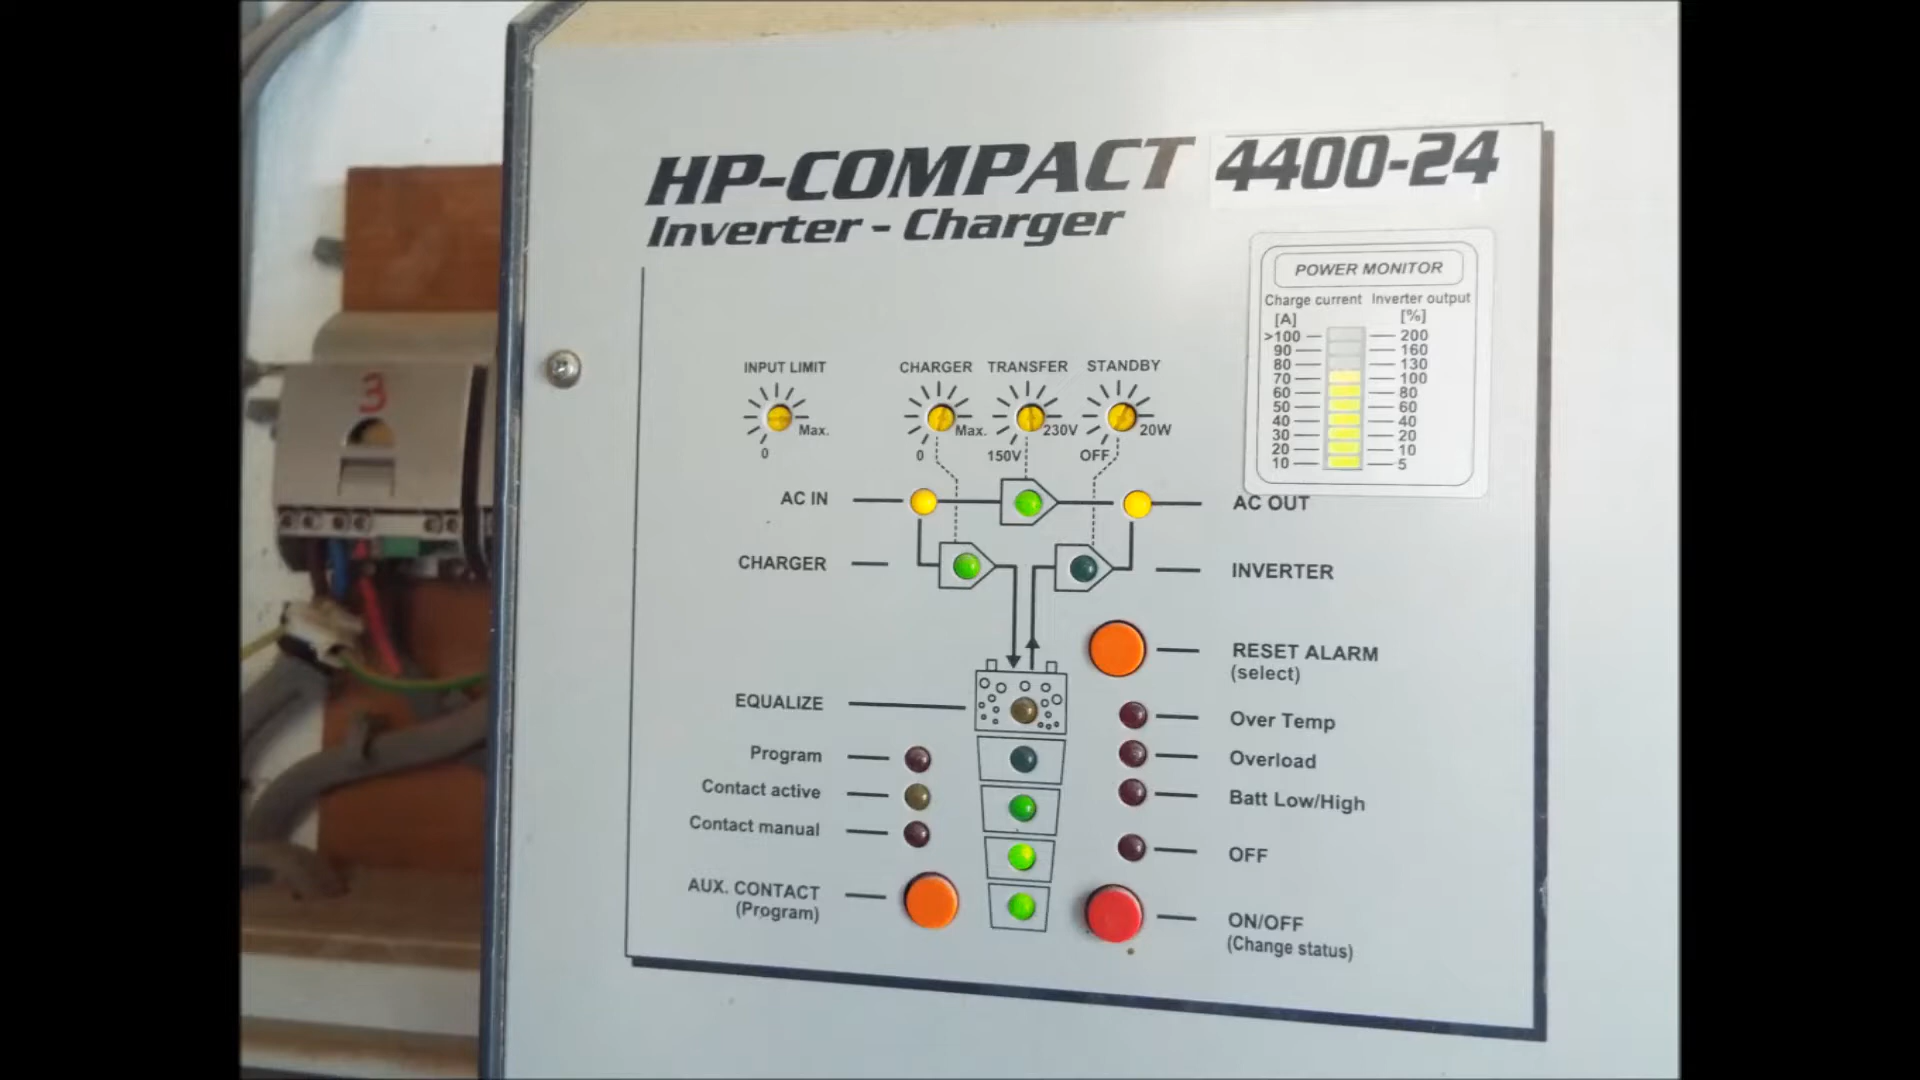 HP-COMPACT 4400-24
Inverter - Charger
POWER MONITOR
Charge current Inverter output
[A] [%]
>100 200
90 160
80 130
70 100
60 80
50 60
40 40
30 20
20 10
10 5
INPUT LIMIT CHARGER TRANSFER STANDBY
Max. Max. 230V 20W
0 0 150V OFF
AC IN AC OUT
CHARGER INVERTER
RESET ALARM
(select)
EQUALIZE
Over Temp
Program
Overload
Contact active
Batt Low/High
Contact manual
OFF
AUX. CONTACT
(Program)
ON/OFF
(Change status)
3